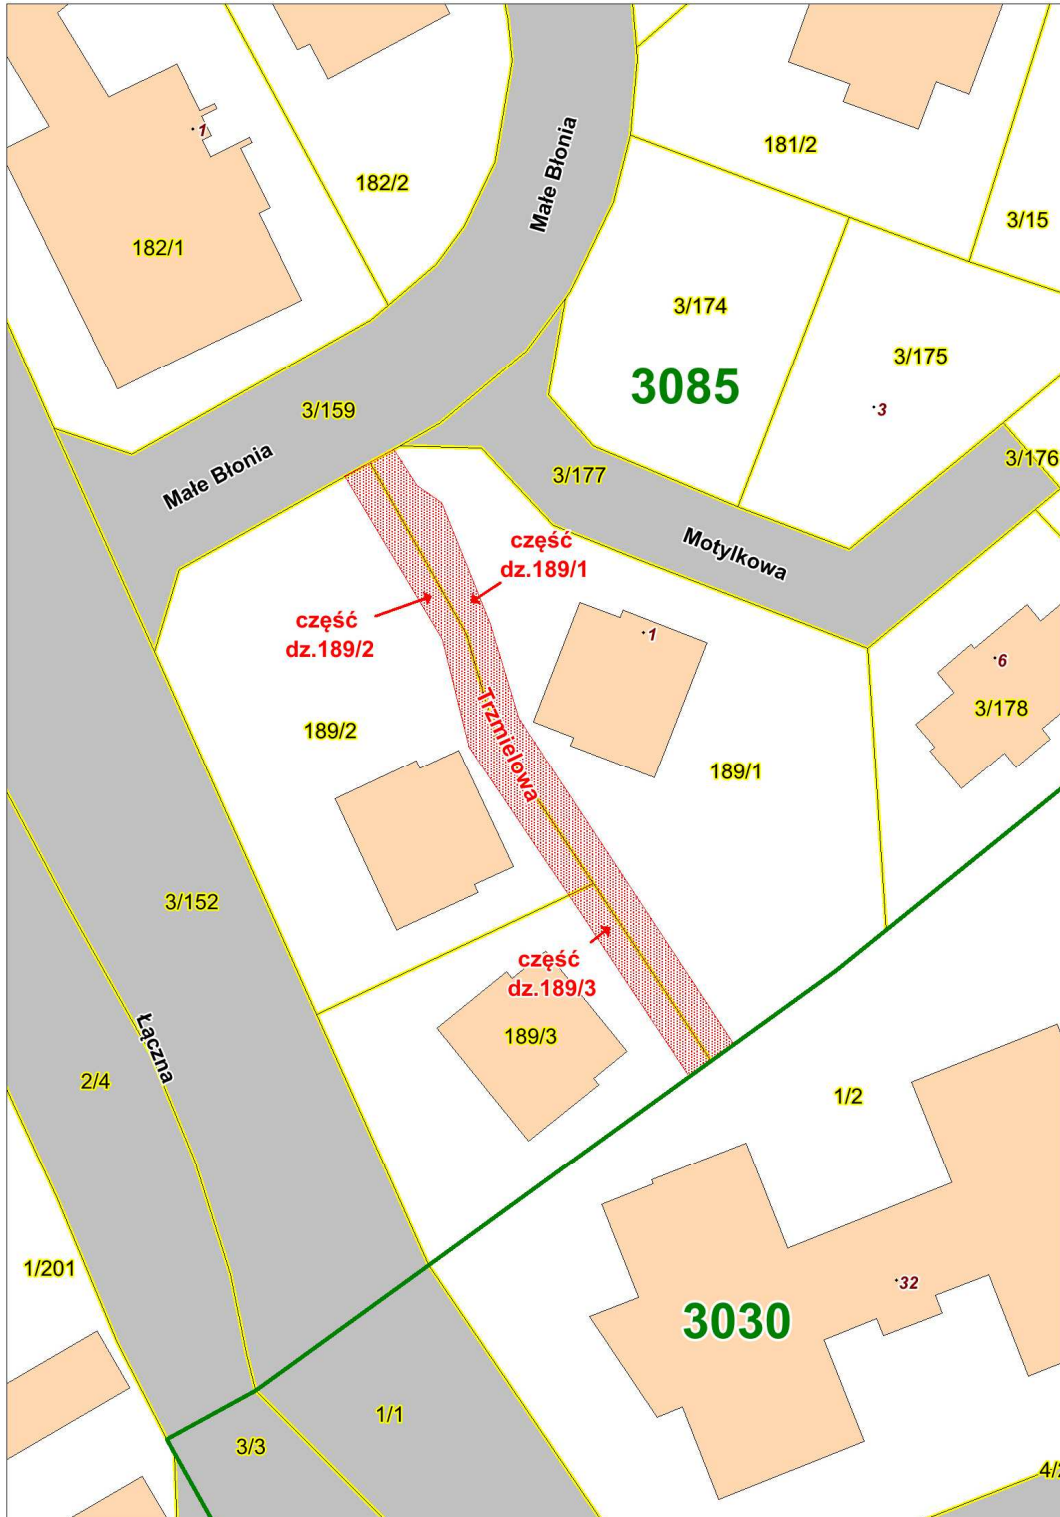 1
182/1
182/2
Małe Błonia
181/2
3/15
3/174
3085
3/175
3
3/159
Małe Błonia
3/177
3/176
Motylkowa
część
dz.189/1
część
dz.189/2
1
6
3/178
189/2
Trzmielowa
189/1
3/152
część
dz.189/3
189/3
Łączna
2/4
1/2
1/201
32
3030
1/1
3/3